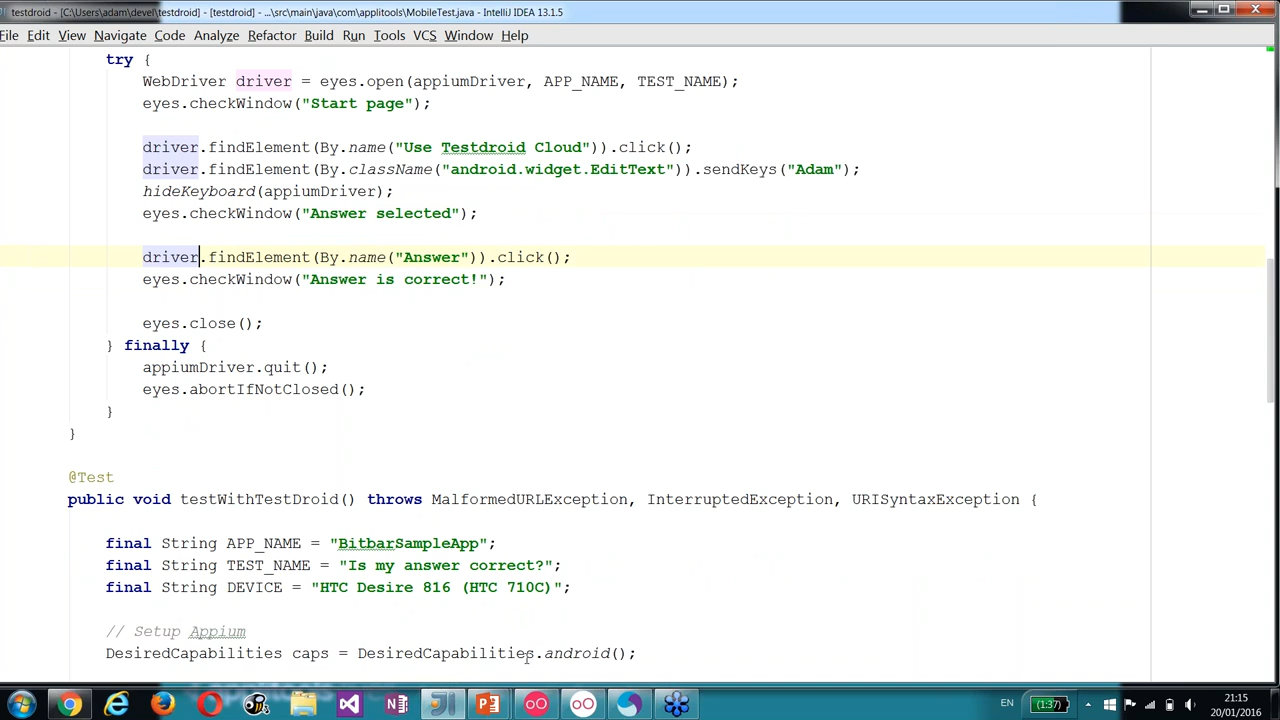 testdroid - [C:\Users\adam\devel\testdroid] - [testdroid] - ...\src\main\java\com\applitools\MobileTest.java - IntelliJ IDEA 13.1.5
File Edit View Navigate Code Analyze Refactor Build Run Tools VCS Window Help
try {
WebDriver driver = eyes.open(appiumDriver, APP_NAME, TEST_NAME);
eyes.checkWindow("Start page");
driver.findElement(By.name("Use Testdroid Cloud")).click();
driver.findElement(By.className("android.widget.EditText")).sendKeys("Adam");
hideKeyboard(appiumDriver);
eyes.checkWindow("Answer selected");
driver.findElement(By.name("Answer")).click();
eyes.checkWindow("Answer is correct!");
eyes.close();
} finally {
appiumDriver.quit();
eyes.abortIfNotClosed();
}
}
@Test
public void testWithTestDroid() throws MalformedURLException, InterruptedException, URISyntaxException {
final String APP_NAME = "BitbarSampleApp";
final String TEST_NAME = "Is my answer correct?";
final String DEVICE = "HTC Desire 816 (HTC 710C)";
// Setup Appium
DesiredCapabilities caps = DesiredCapabilities.android();
EN (1:37) 21:15
20/01/2016